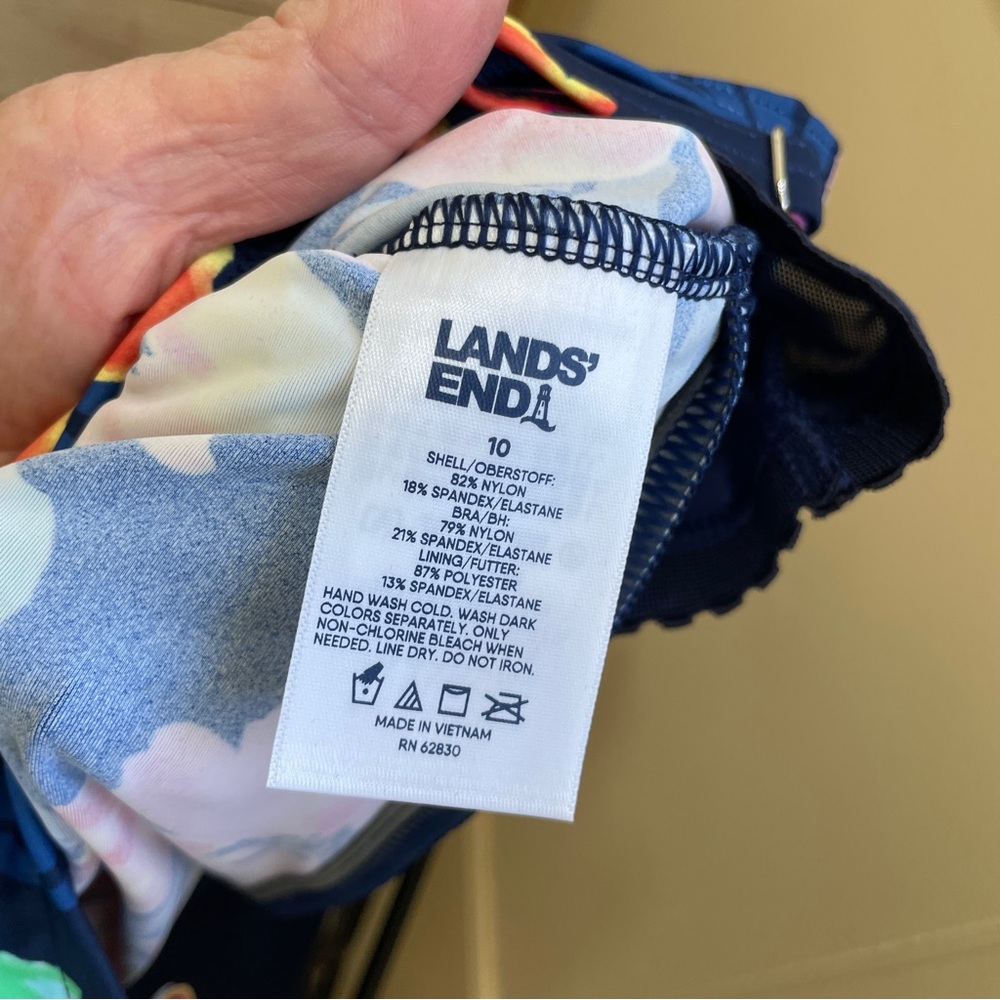 LANDS'
END
10
SHELL/OBERSTOFF:
82% NYLON
18% SPANDEX/ELASTANE
BRA/BH:
79% NYLON
21% SPANDEX/ELASTANE
LINING/FUTTER:
87% POLYESTER
13% SPANDEX/ELASTANE
HAND WASH COLD. WASH DARK
COLORS SEPARATELY. ONLY
NON-CHLORINE BLEACH WHEN
NEEDED. LINE DRY. DO NOT IRON.
MADE IN VIETNAM
RN 62830